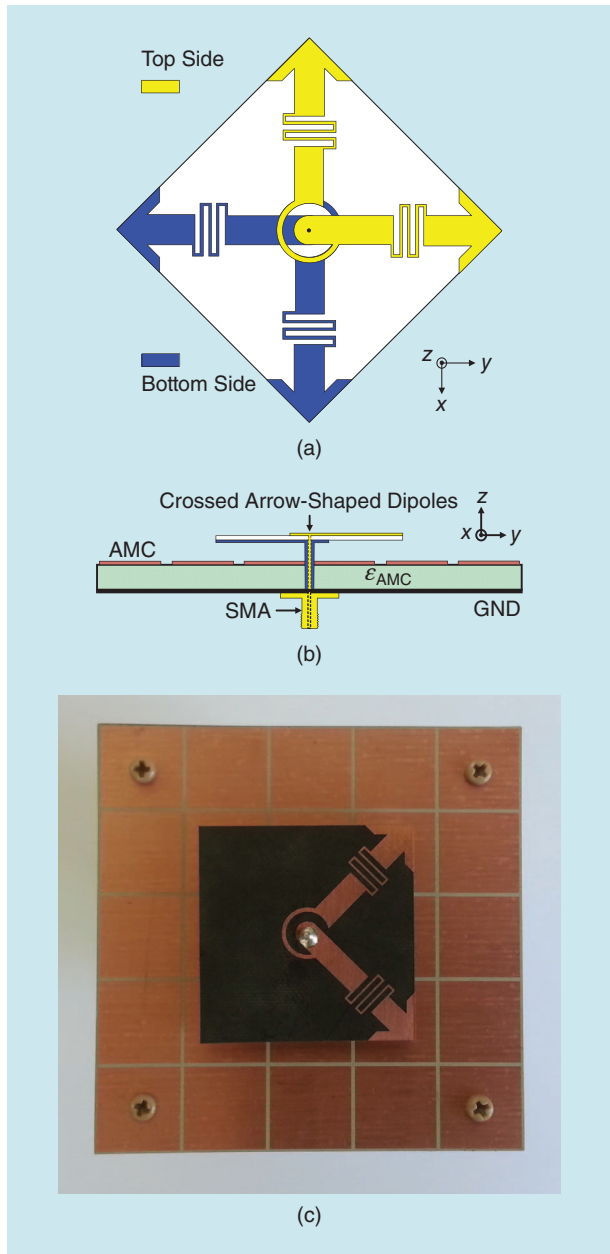 Top Side
Bottom Side
z
y
x
(a)
Crossed Arrow-Shaped Dipoles
z
AMC
x
y
εAMC
SMA
GND
(b)
(c)